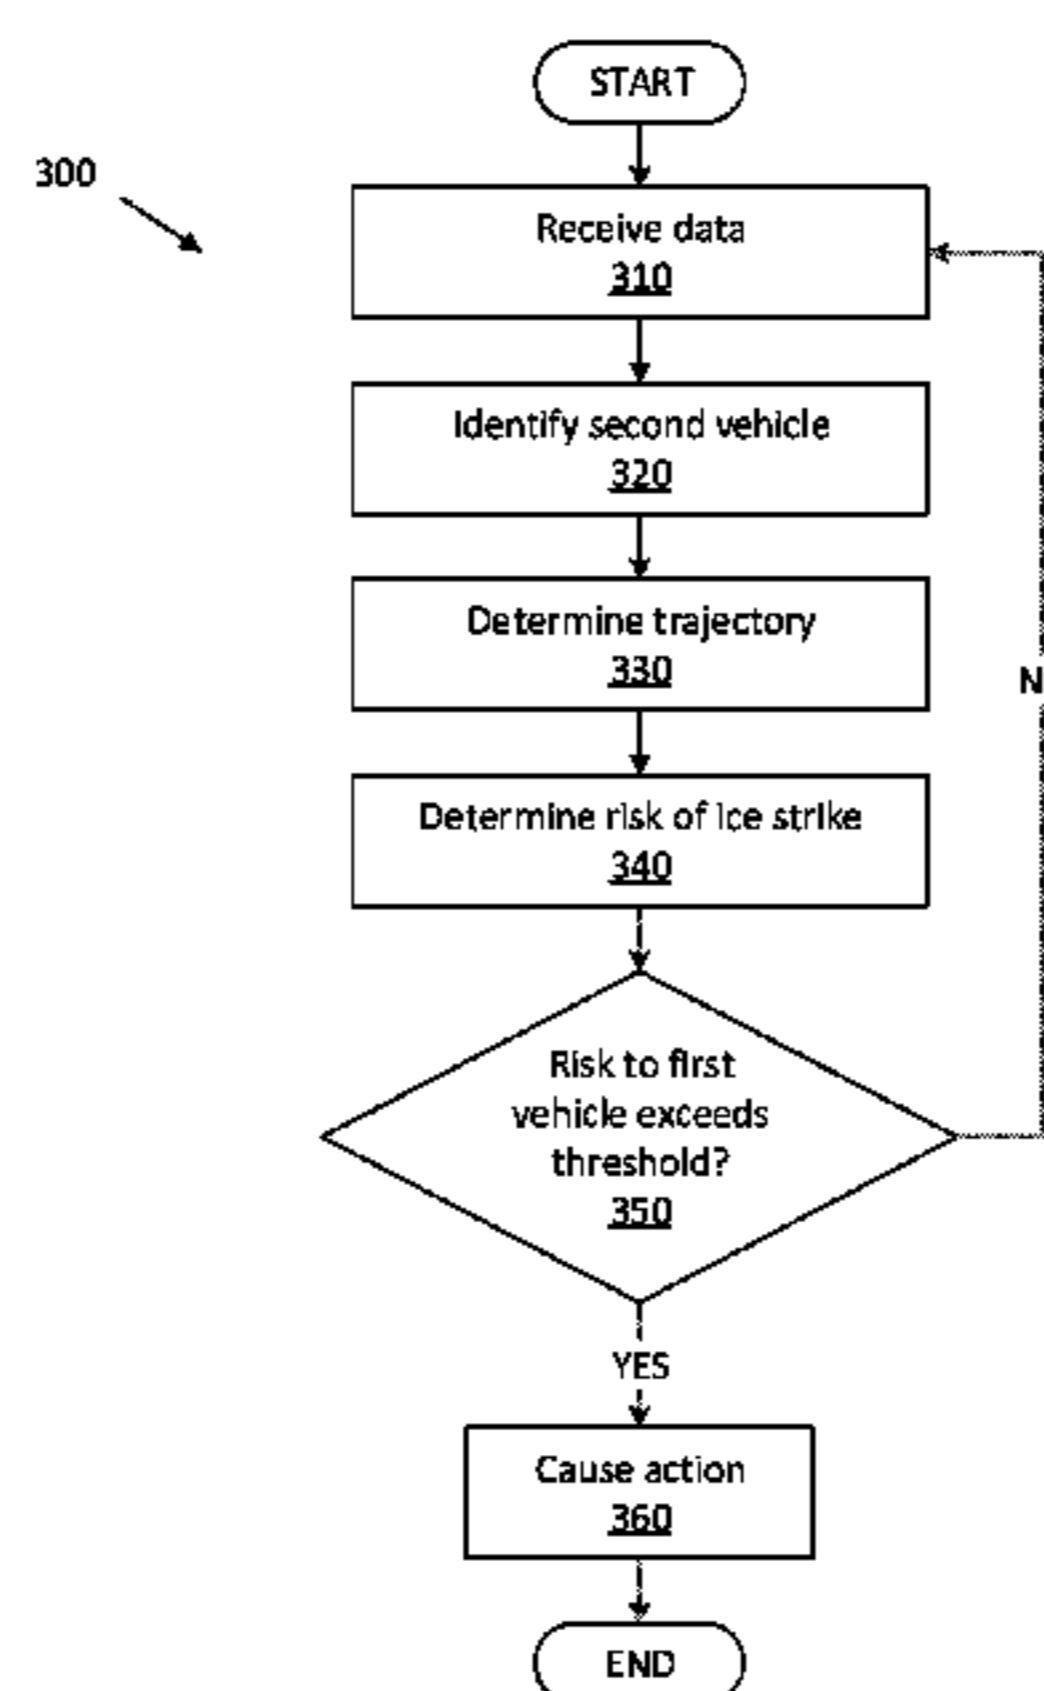 START
300
Receive data
310
Identify second vehicle
320
Determine trajectory
330
N
Determine risk of ice strike
340
Risk to first
vehicle exceeds
threshold?
350
YES
Cause action
360
END